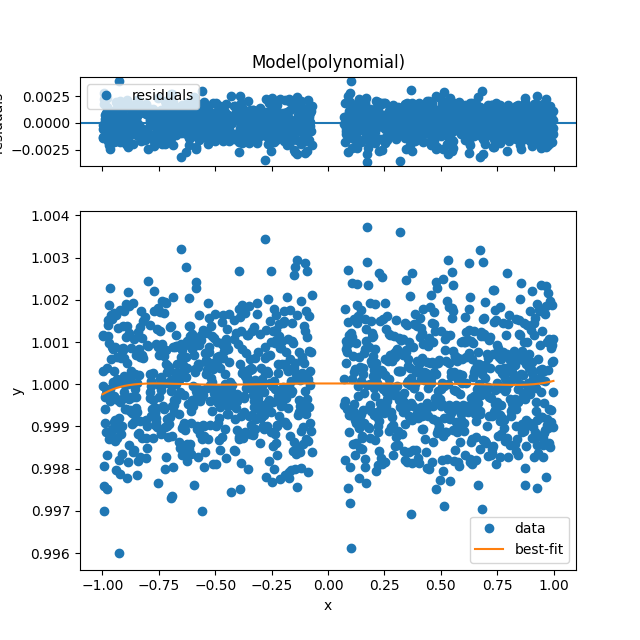 Model(polynomial)
residuals
0.0025
0.0000
−0.0025
residuals
1.004
1.003
1.002
1.001
1.000
0.999
0.998
0.997
0.996
y
data
best-fit
−1.00 −0.75 −0.50 −0.25 0.00 0.25 0.50 0.75 1.00
x